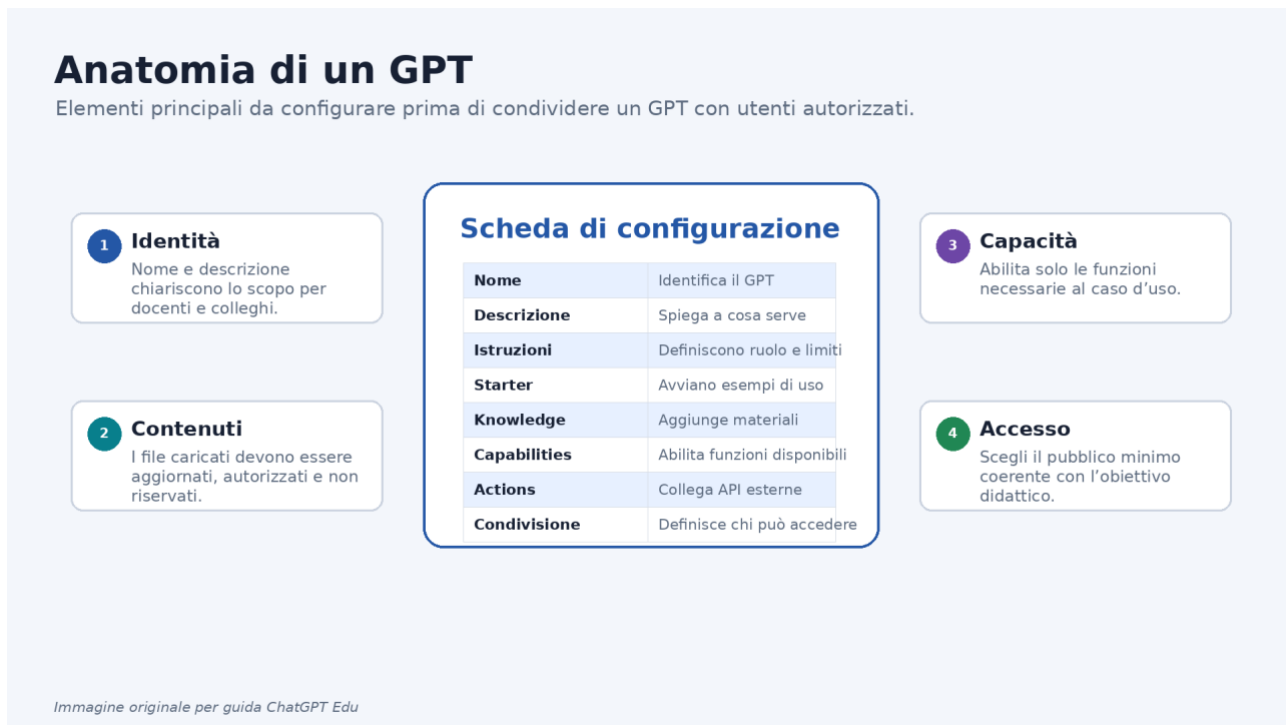 Anatomia di un GPT
Elementi principali da configurare prima di condividere un GPT con utenti autorizzati.
1 Identità
Nome e descrizione
chiariscono lo scopo per
docenti e colleghi.
2 Contenuti
I file caricati devono essere
aggiornati, autorizzati e non
riservati.
Scheda di configurazione
Nome Identifica il GPT
Descrizione Spiega a cosa serve
Istruzioni Definiscono ruolo e limiti
Starter Avviano esempi di uso
Knowledge Aggiunge materiali
Capabilities Abilita funzioni disponibili
Actions Collega API esterne
Condivisione Definisce chi può accedere
3 Capacità
Abilita solo le funzioni
necessarie al caso d’uso.
4 Accesso
Scegli il pubblico minimo
coerente con l’obiettivo
didattico.
Immagine originale per guida ChatGPT Edu